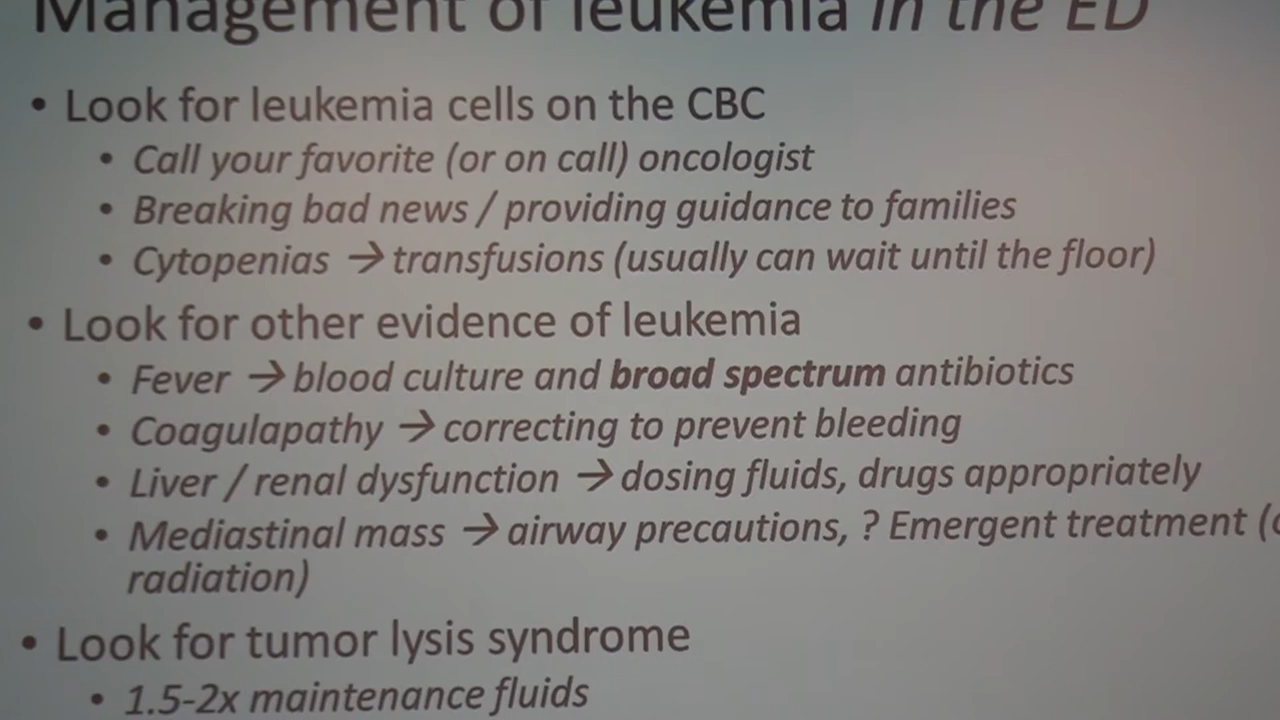 Management of leukemia in the ED
• Look for leukemia cells on the CBC
• Call your favorite (or on call) oncologist
• Breaking bad news / providing guidance to families
• Cytopenias → transfusions (usually can wait until the floor)
• Look for other evidence of leukemia
• Fever → blood culture and broad spectrum antibiotics
• Coagulapathy → correcting to prevent bleeding
• Liver / renal dysfunction → dosing fluids, drugs appropriately
• Mediastinal mass → airway precautions, ? Emergent treatment (
radiation)
• Look for tumor lysis syndrome
• 1.5-2x maintenance fluids